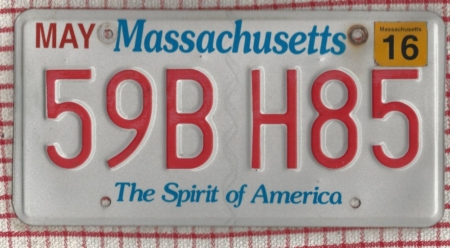 MAY Massachusetts Massachusetts
16
59B H85
The Spirit of America